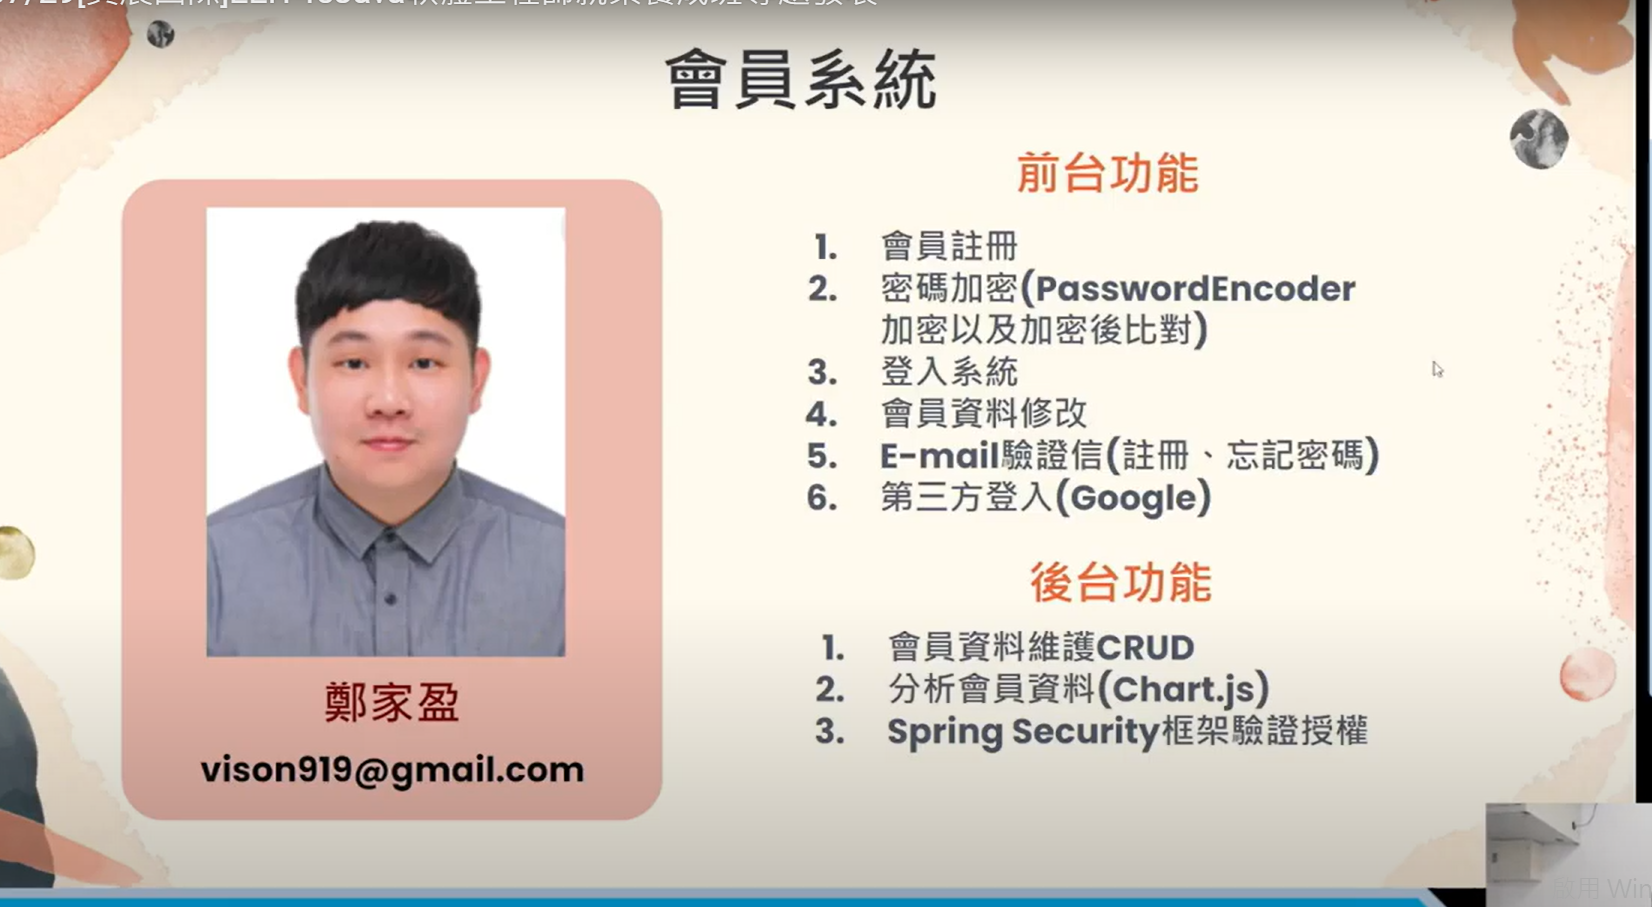 會員系統
前台功能
1. 會員註冊
2. 密碼加密(PasswordEncoder
加密以及加密後比對)
3. 登入系統
4. 會員資料修改
5. E-mail驗證信(註冊、忘記密碼)
6. 第三方登入(Google)
後台功能
1. 會員資料維護CRUD
2. 分析會員資料(Chart.js)
3. Spring Security框架驗證授權
鄭家盈
vison919@gmail.com
啟用 Win